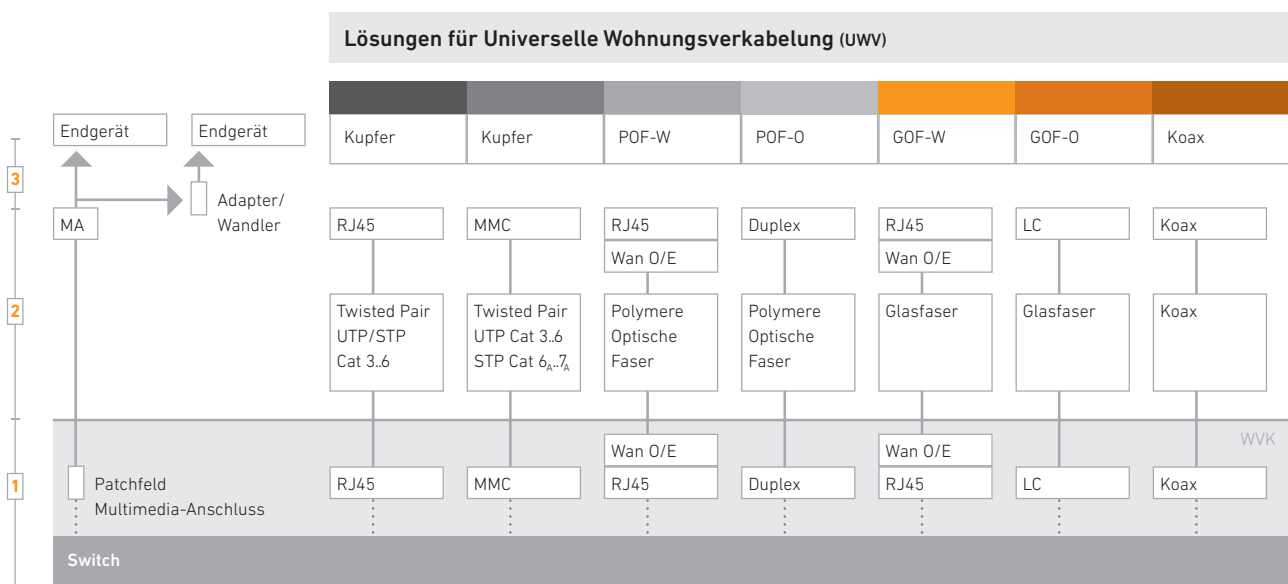 Lösungen für Universelle Wohnungsverkabelung (UWV)
Endgerät Endgerät Kupfer Kupfer POF-W POF-O GOF-W GOF-O Koax
3
Adapter/
Wandler
MA RJ45 MMC RJ45 Duplex RJ45 LC Koax
Wan O/E Wan O/E
2
Twisted Pair Twisted Pair Polymere Polymere Glasfaser Glasfaser Koax
UTP/STP UTP Cat 3..6 Optische Optische
Cat 3..6 STP Cat 6A..7A Faser Faser
WVK
Wan O/E Wan O/E
1
Patchfeld RJ45 MMC RJ45 Duplex RJ45 LC Koax
Multimedia-Anschluss
Switch